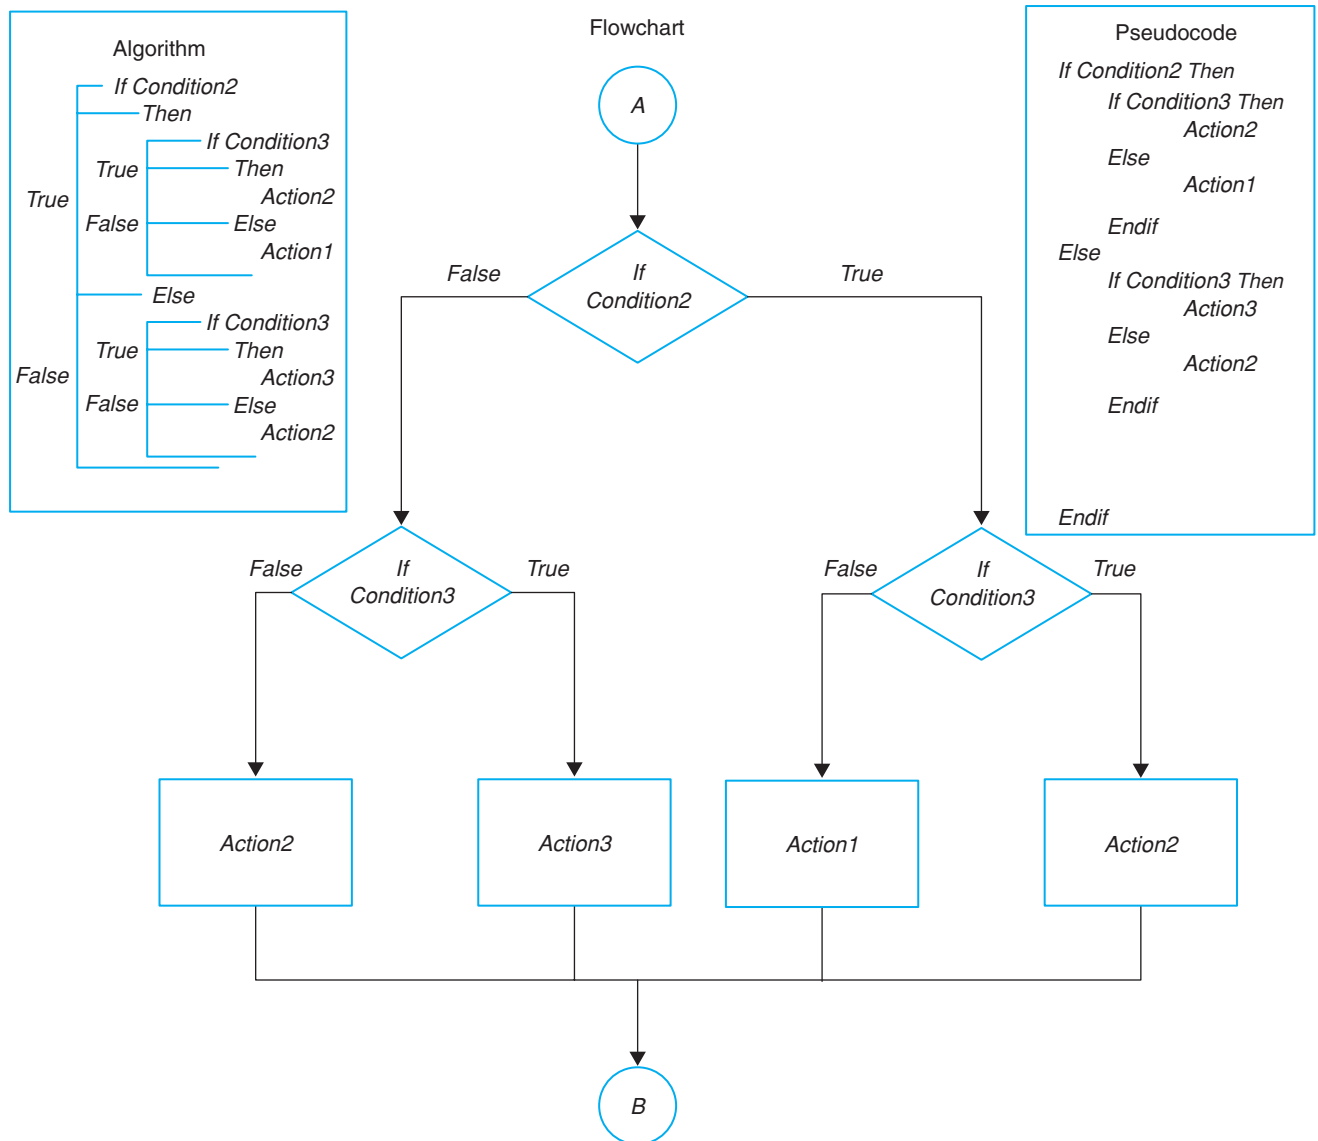 Algorithm
If Condition2
Then
If Condition3
True
Then
Action2
True
False
Else
Action1
Else
If Condition3
True
Then
False
Action3
False
Else
Action2
Flowchart
A
If
Condition2
False
True
If
Condition3
False
True
If
Condition3
False
True
Action2
Action3
Action1
Action2
B
Pseudocode
If Condition2 Then
If Condition3 Then
Action2
Else
Action1
Endif
Else
If Condition3 Then
Action3
Else
Action2
Endif
Endif